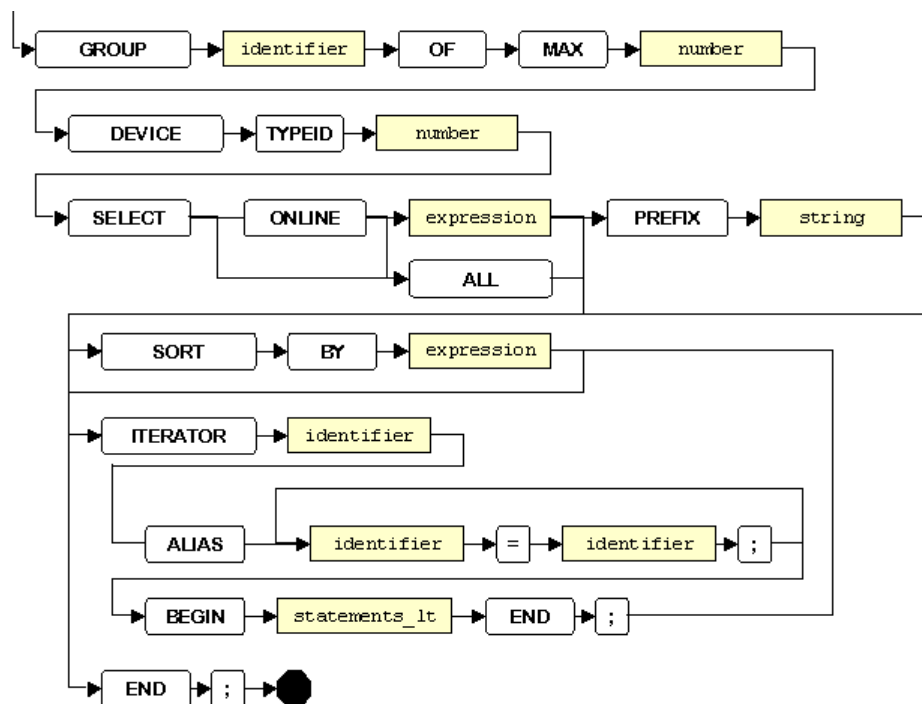 GROUP identifier OF MAX number
DEVICE TYPEID number
SELECT ONLINE expression PREFIX string
ALL
SORT BY expression
ITERATOR identifier
ALIAS identifier = identifier ;
BEGIN statements_lt END ;
END ;